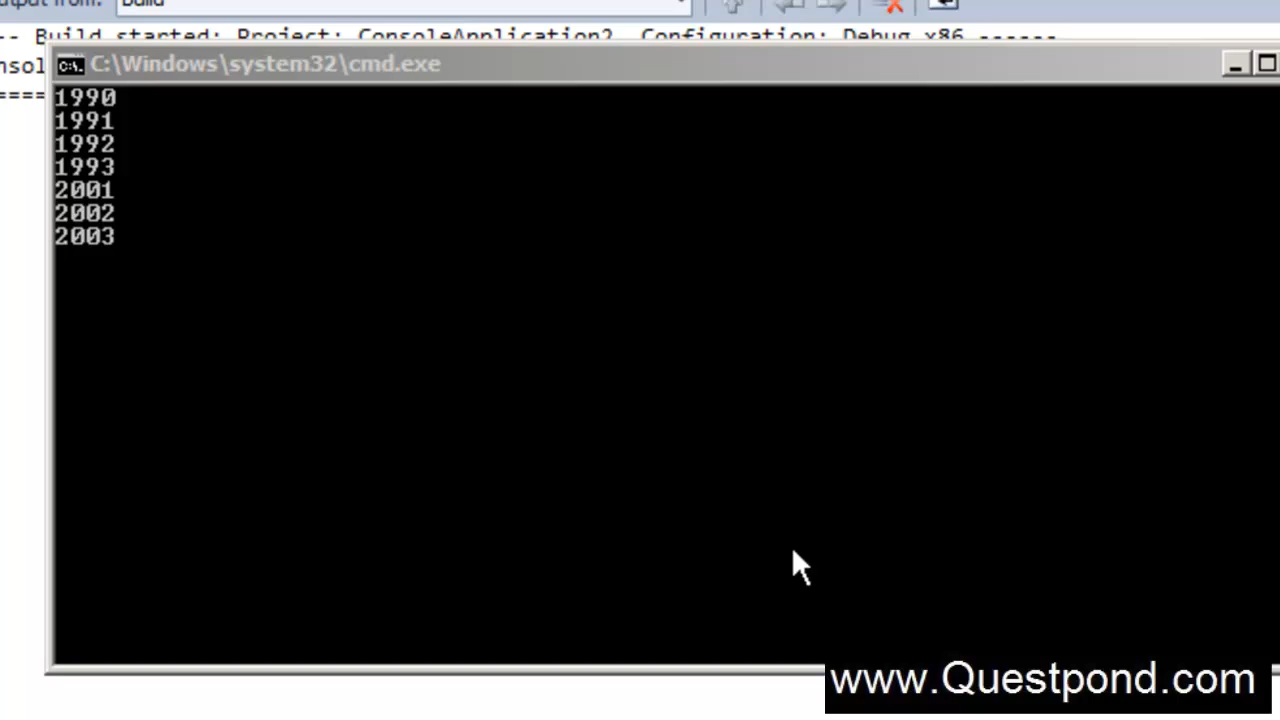 Output from: Build
-- Build started: Project: ConsoleApplication2, Configuration: Debug x86 ------
C:\Windows\system32\cmd.exe
1990
1991
1992
1993
2001
2002
2003
www.Questpond.com